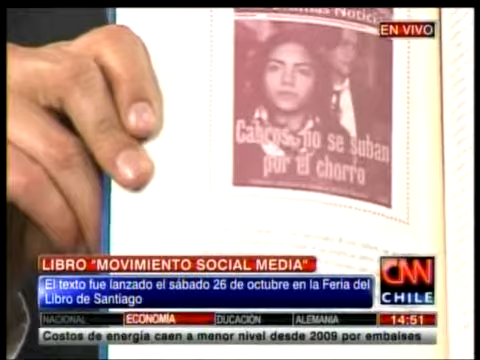 Últimas Noticias
EN VIVO
Cabros, no se suban
por el chorro
LIBRO "MOVIMIENTO SOCIAL MEDIA"
El texto fue lanzado el sábado 26 de octubre en la Feria del
Libro de Santiago
CNN
CHILE
NACIONAL ECONOMÍA EDUCACIÓN ALEMANIA 14:51
Costos de energía caen a menor nivel desde 2009 por embalses